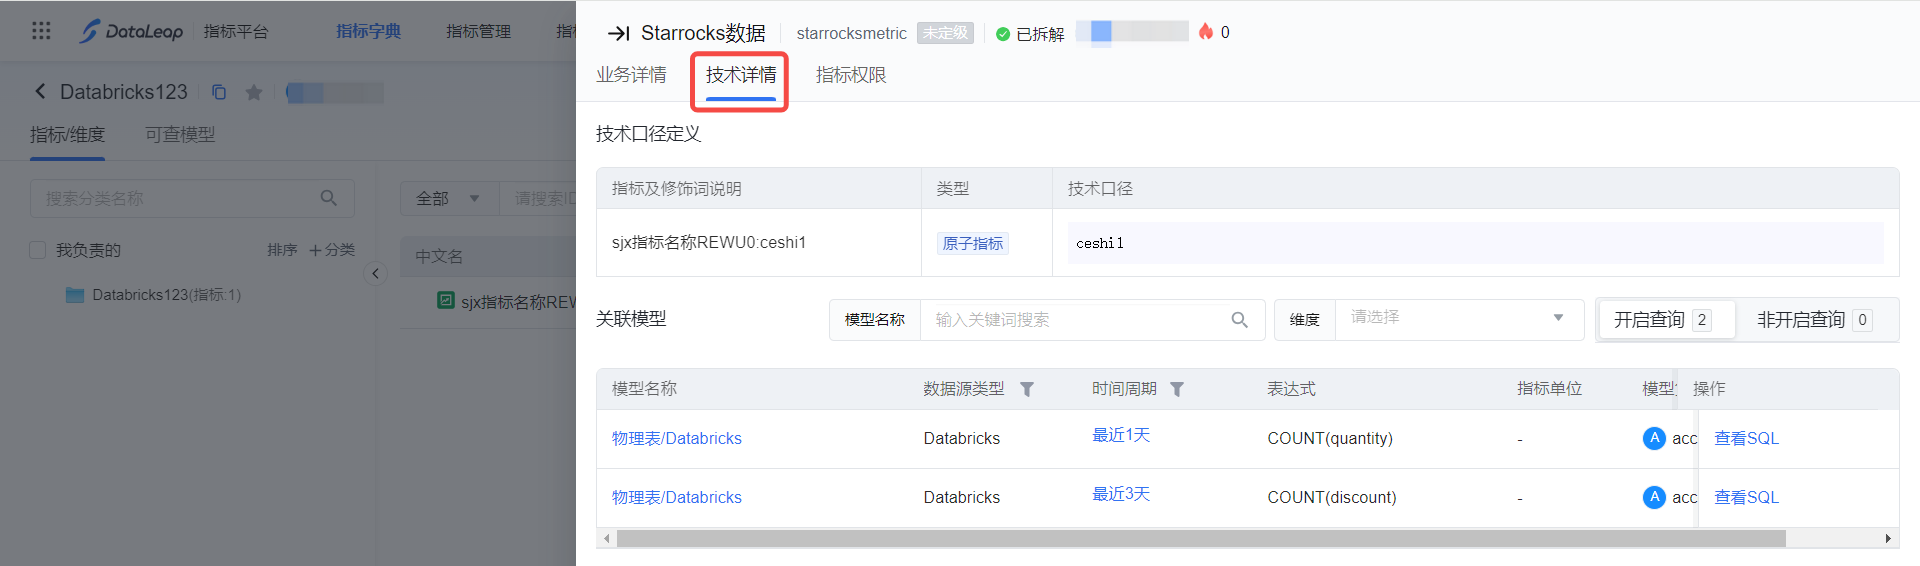 DataLeap 指标平台 指标字典 指标管理
Databricks123
指标/维度 可查模型
搜索分类名称
全部
请搜索ID
我负责的 排序 +分类
Databricks123(指标:1)
中文名
sjx指标名称REW
Starrocks数据 starrocksmetric 未定级 已拆解 0
业务详情 技术详情 指标权限
技术口径定义
指标及修饰词说明 类型 技术口径
sjx指标名称REWU0:ceshi1 原子指标 ceshi1
关联模型 模型名称 输入关键词搜索 维度 请选择 开启查询 2 非开启查询 0
模型名称 数据源类型 时间周期 表达式 指标单位 模型 操作
物理表/Databricks Databricks 最近1天 COUNT(quantity) - A acc 查看SQL
物理表/Databricks Databricks 最近3天 COUNT(discount) - A acc 查看SQL